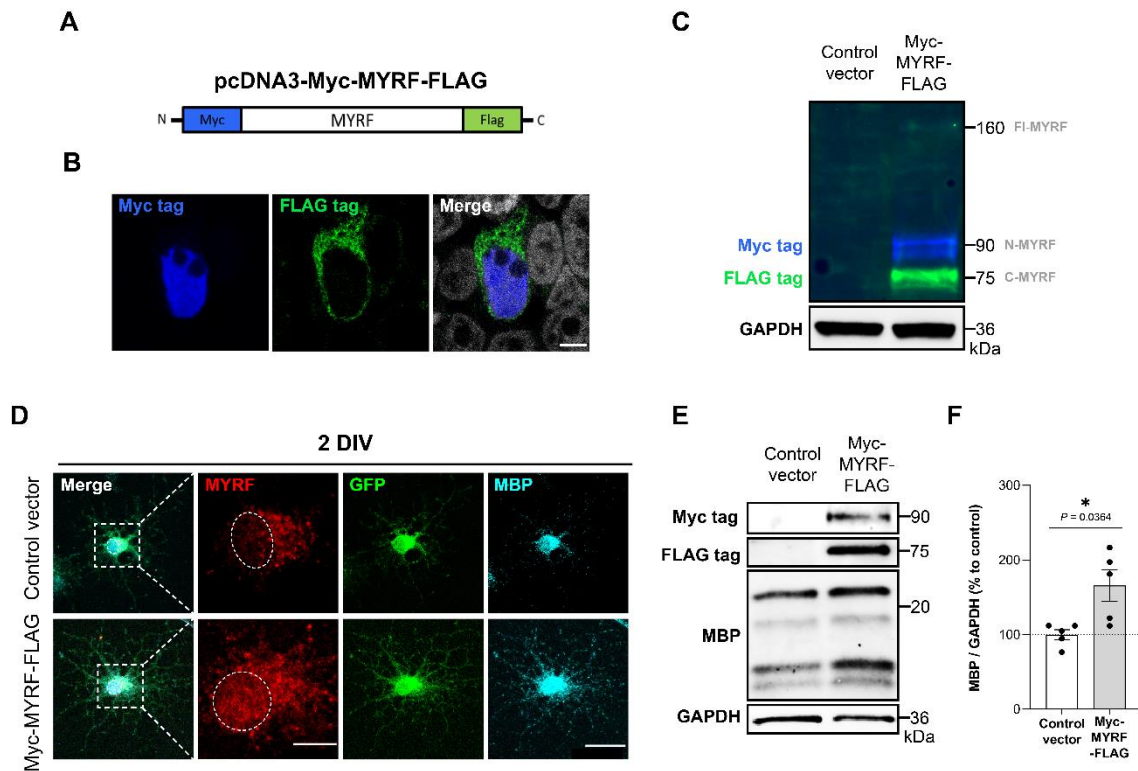 A
pcDNA3-Myc-MYRF-FLAG
N Myc MYRF Flag C
B
Myc tag FLAG tag Merge
C
Control
vector
Myc-
MYRF-
FLAG
160 Fl-MYRF
Myc tag 90 N-MYRF
FLAG tag 75 C-MYRF
GAPDH 36
kDa
D
2 DIV
Merge MYRF GFP MBP
Control vector
Myc-MYRF-FLAG
E
Control
vector
Myc-
MYRF-
FLAG
Myc tag 90
FLAG tag 75
20
MBP
GAPDH 36
kDa
F
MBP / GAPDH (% to control)
300
200
100
0
*
P = 0.0364
Control
vector
Myc-
MYRF
-FLAG